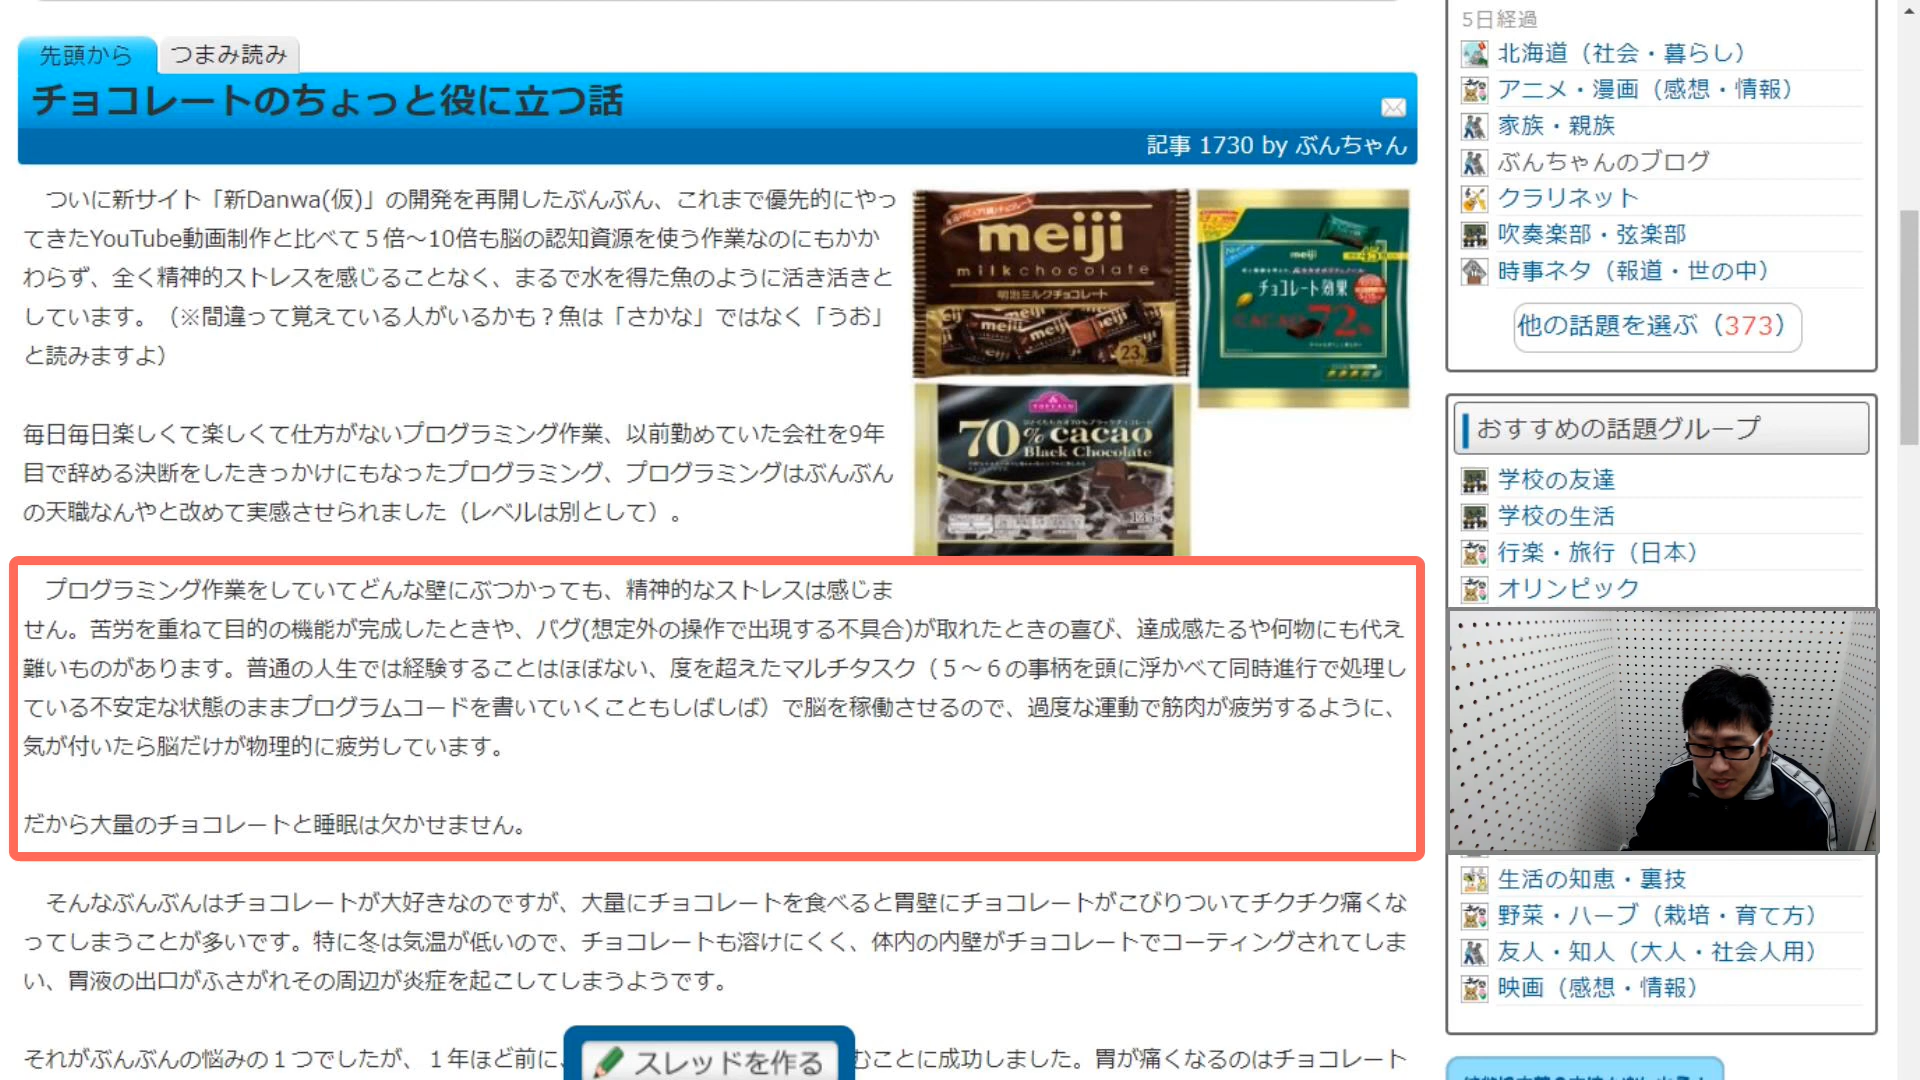 先頭から
つまみ読み
チョコレートのちょっと役に立つ話
記事 1730 by ぶんちゃん
ついに新サイト「新Danwa(仮)」の開発を再開したぶんぶん、これまで優先的にやっ
てきたYouTube動画制作と比べて５倍～10倍も脳の認知資源を使う作業なのにもかか
わらず、全く精神的ストレスを感じることなく、まるで水を得た魚のように活き活きと
しています。（※間違って覚えている人がいるかも？魚は「さかな」ではなく「うお」
と読みますよ）
毎日毎日楽しくて楽しくて仕方がないプログラミング作業、以前勤めていた会社を9年
目で辞める決断をしたきっかけにもなったプログラミング、プログラミングはぶんぶん
の天職なんやと改めて実感させられました（レベルは別として）。
meiji
milk chocolate
明治ミルクチョコレート
meiji
チョコレート効果
CACAO 72%
TOPVALU
70% cacao
Black Chocolate
プログラミング作業をしていてどんな壁にぶつかっても、精神的なストレスは感じま
せん。苦労を重ねて目的の機能が完成したときや、バグ(想定外の操作で出現する不具合)が取れたときの喜び、達成感たるや何物にも代え
難いものがあります。普通の人生では経験することはほぼない、度を超えたマルチタスク（５～６の事柄を頭に浮かべて同時進行で処理し
ている不安定な状態のままプログラムコードを書いていくこともしばしば）で脳を稼働させるので、過度な運動で筋肉が疲労するように、
気が付いたら脳だけが物理的に疲労しています。
だから大量のチョコレートと睡眠は欠かせません。
そんなぶんぶんはチョコレートが大好きなのですが、大量にチョコレートを食べると胃壁にチョコレートがこびりついてチクチク痛くな
ってしまうことが多いです。特に冬は気温が低いので、チョコレートも溶けにくく、体内の内壁がチョコレートでコーティングされてしま
い、胃液の出口がふさがれその周辺が炎症を起こしてしまうようです。
それがぶんぶんの悩みの１つでしたが、１年ほど前に、
スレッドを作る
むことに成功しました。胃が痛くなるのはチョコレート
5日経過
北海道（社会・暮らし）
アニメ・漫画（感想・情報）
家族・親族
ぶんちゃんのブログ
クラリネット
吹奏楽部・弦楽部
時事ネタ（報道・世の中）
他の話題を選ぶ（373）
おすすめの話題グループ
学校の友達
学校の生活
行楽・旅行（日本）
オリンピック
生活の知恵・裏技
野菜・ハーブ（栽培・育て方）
友人・知人（大人・社会人用）
映画（感想・情報）